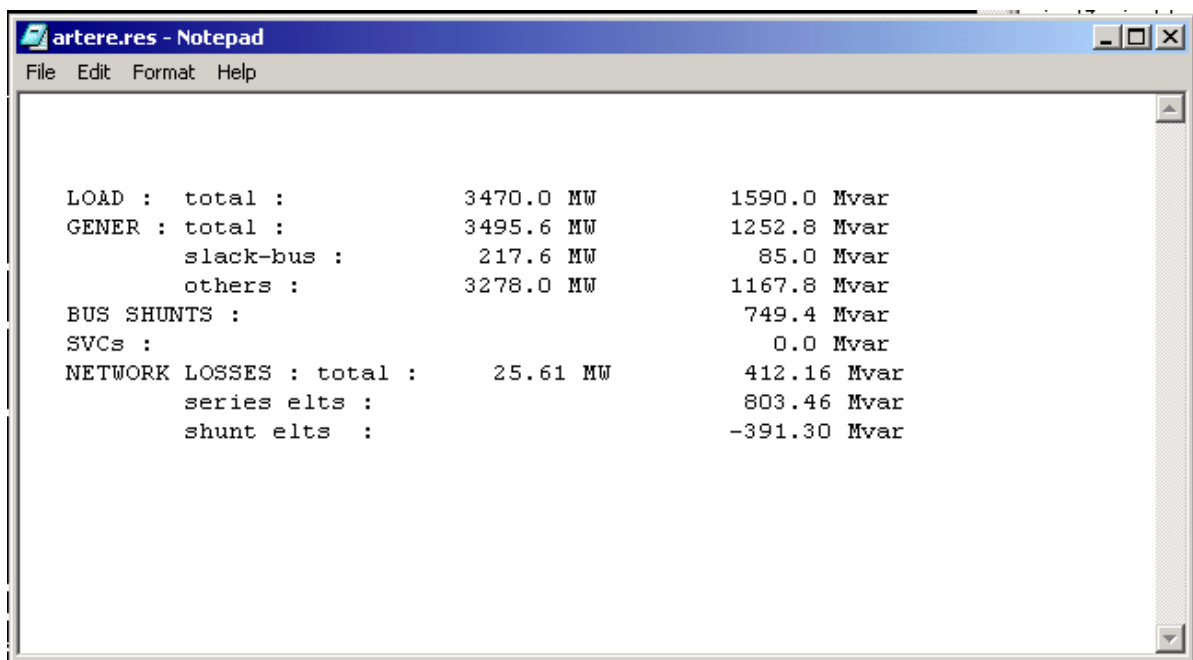 artere.res - Notepad
File Edit Format Help
LOAD : total : 3470.0 MW 1590.0 Mvar
GENER : total : 3495.6 MW 1252.8 Mvar
slack-bus : 217.6 MW 85.0 Mvar
others : 3278.0 MW 1167.8 Mvar
BUS SHUNTS : 749.4 Mvar
SVCs : 0.0 Mvar
NETWORK LOSSES : total : 25.61 MW 412.16 Mvar
series elts : 803.46 Mvar
shunt elts : -391.30 Mvar